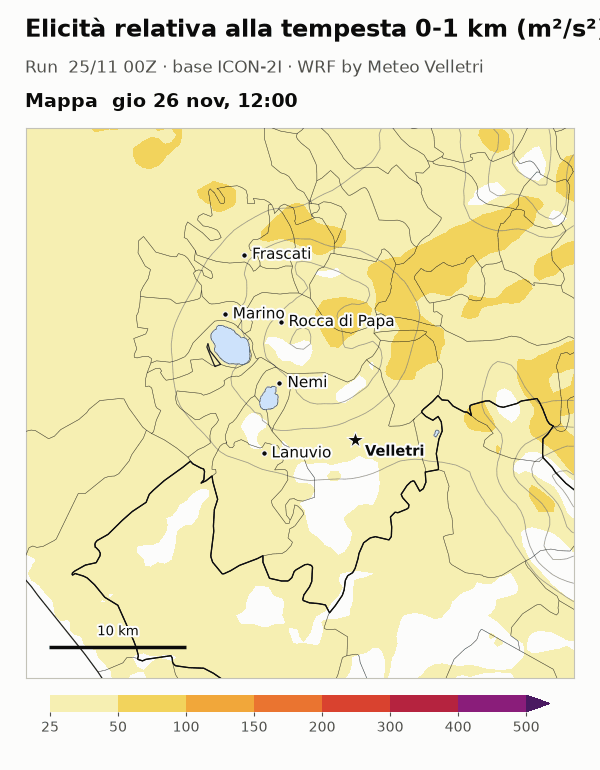 Elicità relativa alla tempesta 0-1 km (m²/s²)
Run  25/11 00Z · base ICON-2I · WRF by Meteo Velletri
Mappa  gio 26 nov, 12:00
Frascati
Marino
Rocca di Papa
Nemi
Velletri
Lanuvio
10 km
25 50 100 150 200 300 400 500